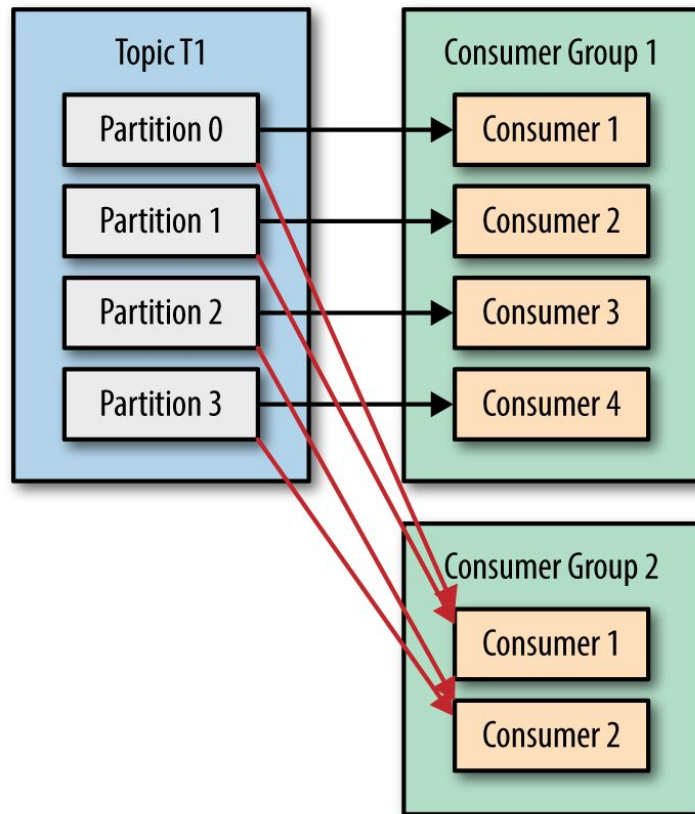 Topic T1
Partition 0
Partition 1
Partition 2
Partition 3
Consumer Group 1
Consumer 1
Consumer 2
Consumer 3
Consumer 4
Consumer Group 2
Consumer 1
Consumer 2